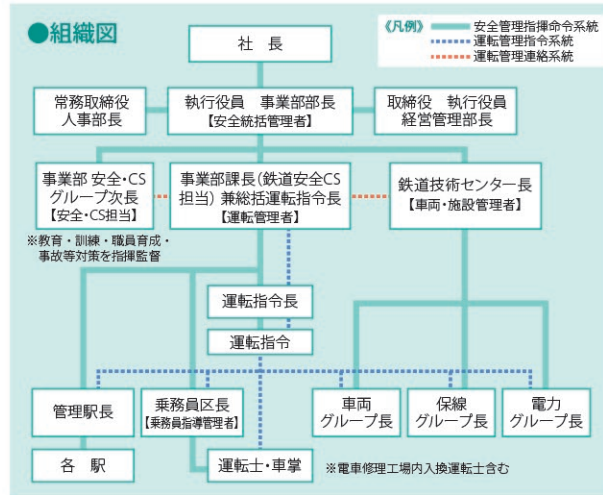 ●組織図
《凡例》
安全管理指揮命令系統
運転管理指令系統
運転管理連絡系統
社 長
常務取締役
人事部長
執行役員 事業部部長
【安全統括管理者】
取締役 執行役員
経営管理部長
事業部 安全・CS
グループ次長
【安全・CS担当】
事業部課長(鉄道安全CS
担当) 兼総括運転指令長
【運転管理者】
鉄道技術センター長
【車両・施設管理者】
※教育・訓練・職員育成・
事故等対策を指揮監督
運転指令長
運転指令
管理駅長
乗務員区長
【乗務員指導管理者】
車両
グループ長
保線
グループ長
電力
グループ長
各 駅
運転士・車掌
※電車修理工場内入換運転士含む